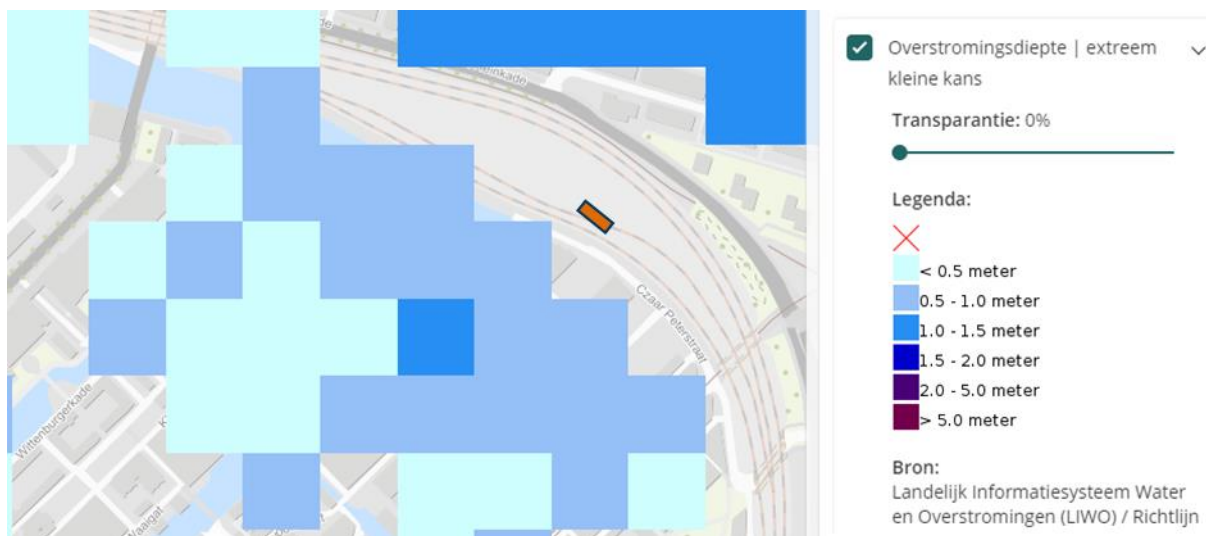 Czaar Peterstraat
Wittenburgerkade
Waaigat
Overstromingsdiepte | extreem
kleine kans
Transparantie: 0%
Legenda:
< 0.5 meter
0.5 - 1.0 meter
1.0 - 1.5 meter
1.5 - 2.0 meter
2.0 - 5.0 meter
> 5.0 meter
Bron:
Landelijk Informatiesysteem Water
en Overstromingen (LIWO) / Richtlijn